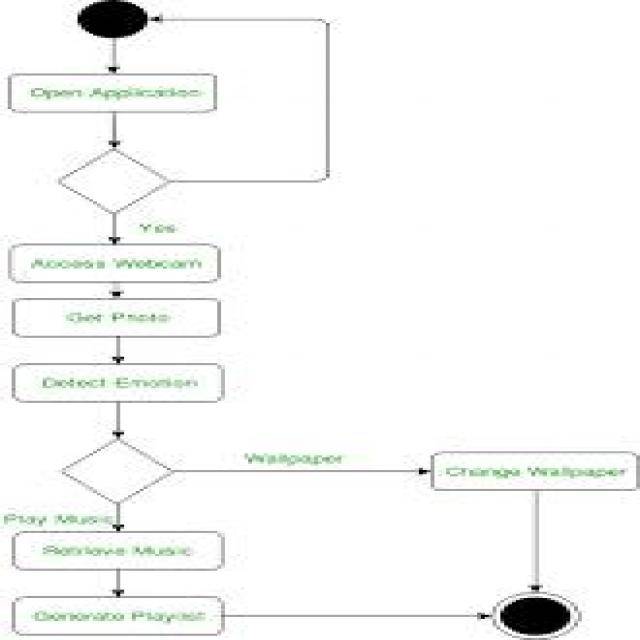 Open Application
Yes
Access Webcam
Get Photo
Detect Emotion
Wallpaper
Change Wallpaper
Play Music
Retrieve Music
Generate Playlist